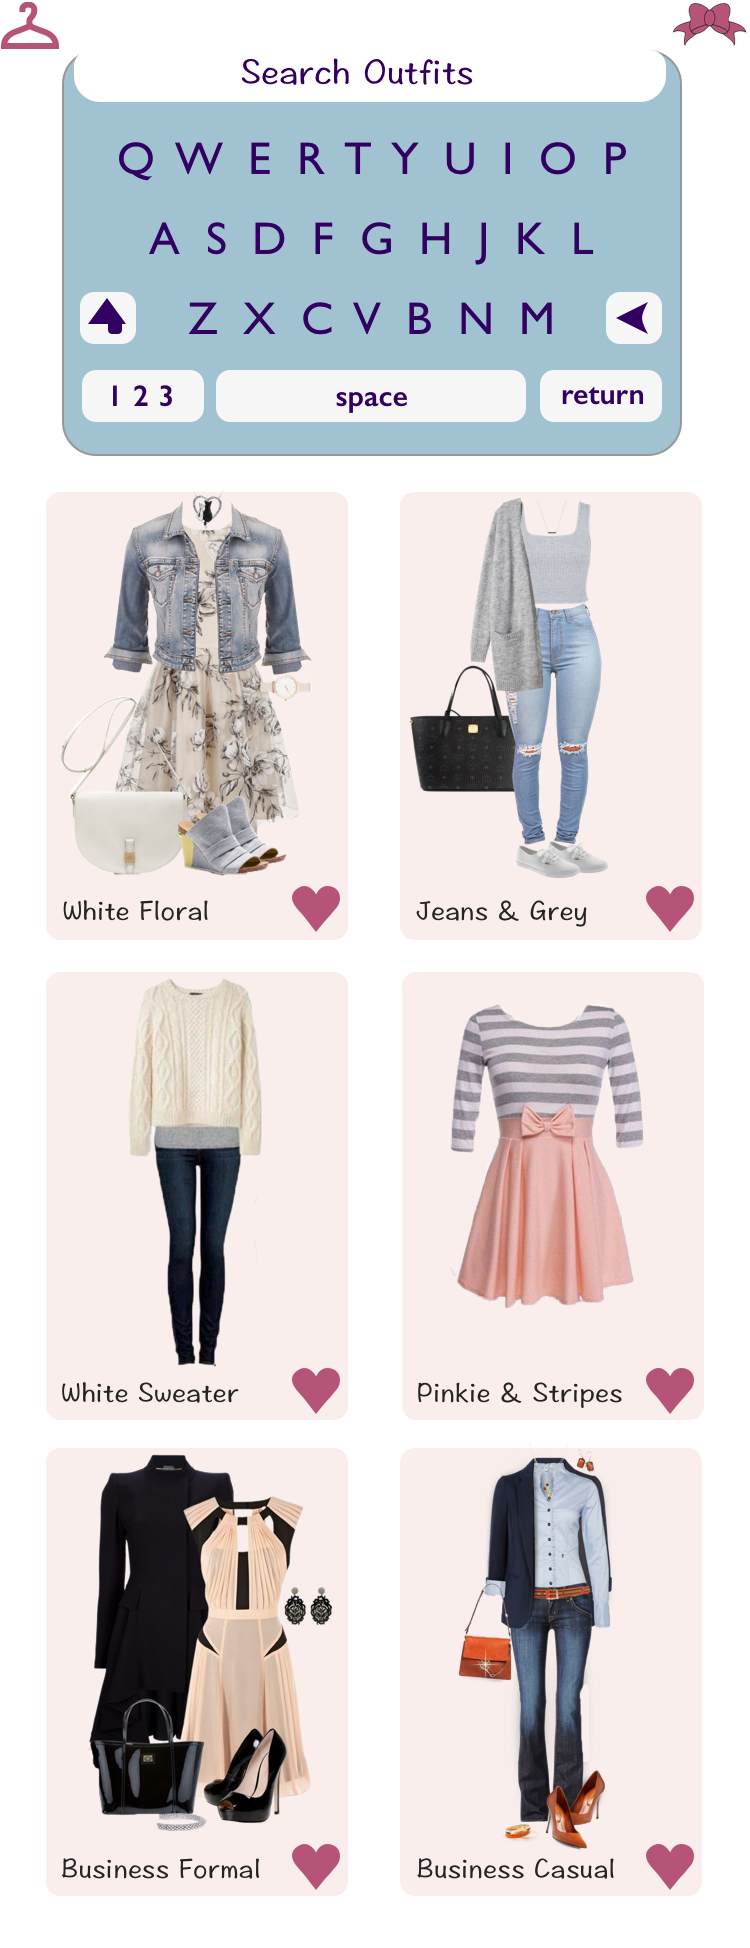 Search Outfits
Q W E R T Y U I O P
A S D F G H J K L
Z X C V B N M
1 2 3 space return
White Floral
Jeans & Grey
White Sweater
Pinkie & Stripes
Business Formal
Business Casual